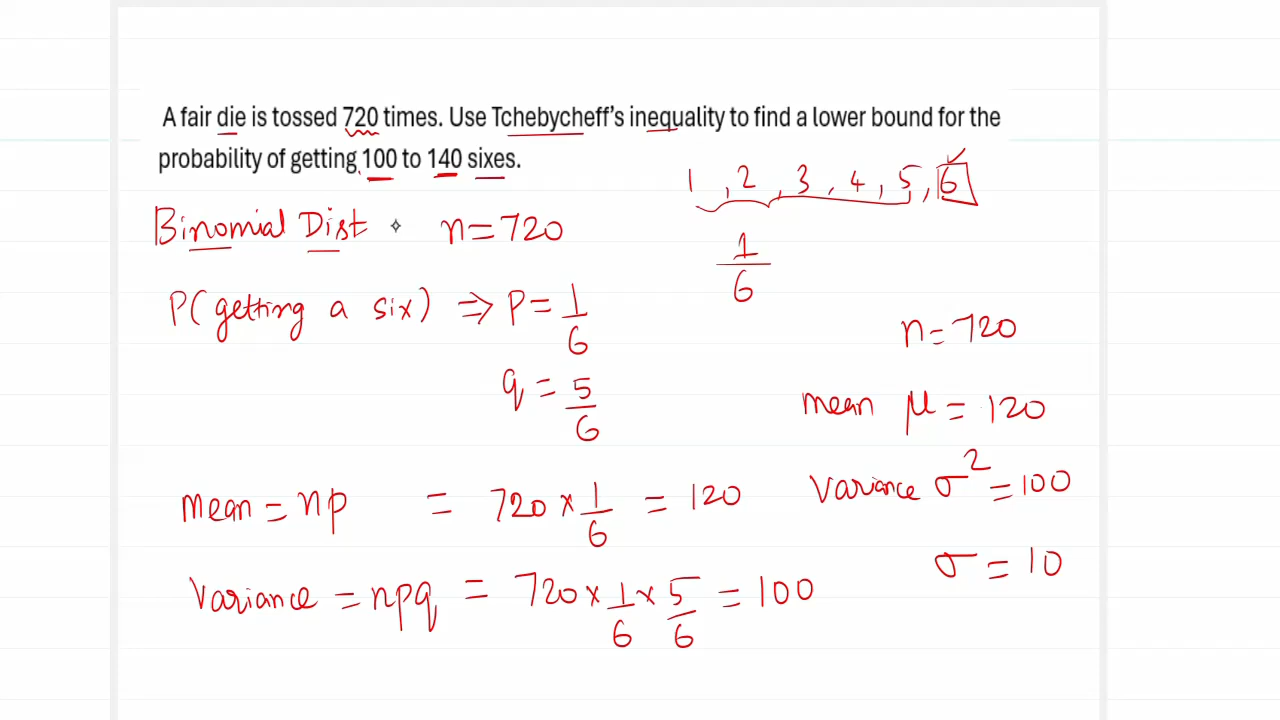 A fair die is tossed 720 times. Use Tchebycheff's inequality to find a lower bound for the
probability of getting 100 to 140 sixes.
1, 2, 3, 4, 5, 6
Binomial Dist n=720
1/6
P(getting a six) ⇒ P=1/6
n=720
q = 5/6
mean μ = 120
mean = np = 720 × 1/6 = 120
Variance σ² = 100
σ = 10
Variance = npq = 720 × 1/6 × 5/6 = 100